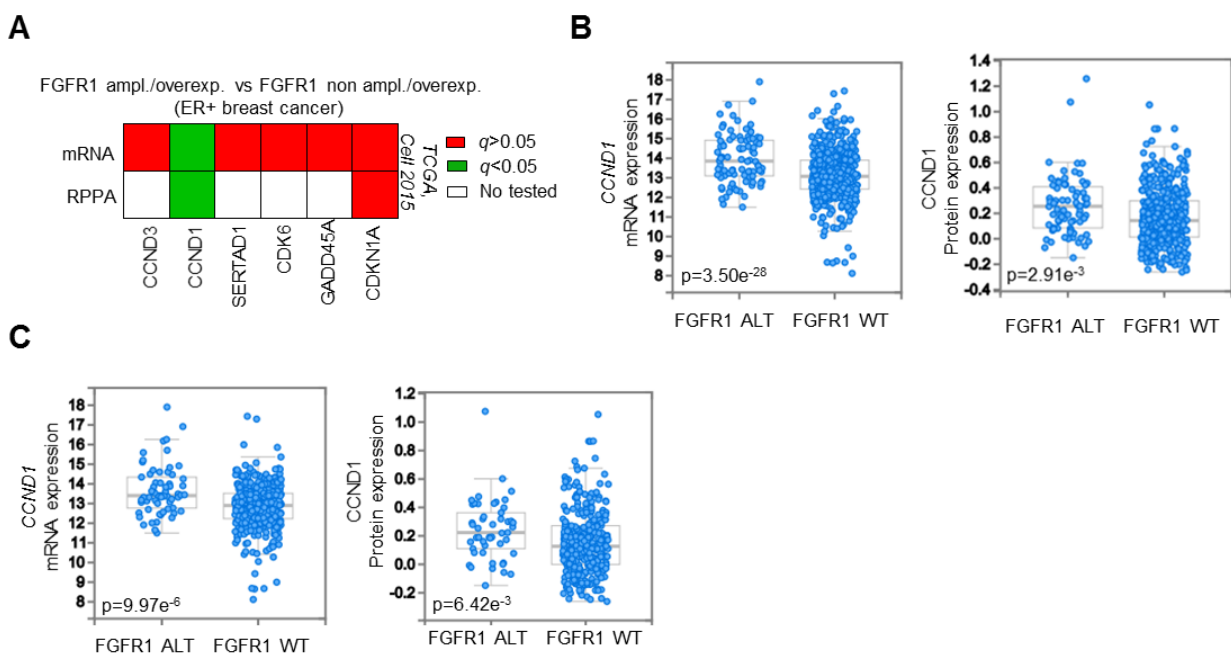 A
FGFR1 ampl./overexp. vs FGFR1 non ampl./overexp.
(ER+ breast cancer)
mRNA
RPPA
CCND3
CCND1
SERTAD1
CDK6
GADD45A
CDKN1A
TCGA,
Cell 2015
q>0.05
q<0.05
No tested
B
CCND1
mRNA expression
18
17
16
15
14
13
12
11
10
9
8
p=3.50e-28
FGFR1 ALT
FGFR1 WT
CCND1
Protein expression
1.4
1.2
1.0
0.8
0.6
0.4
0.2
0.0
-0.2
-0.4
p=2.91e-3
FGFR1 ALT
FGFR1 WT
C
CCND1
mRNA expression
18
17
16
15
14
13
12
11
10
9
8
p=9.97e-6
FGFR1 ALT
FGFR1 WT
CCND1
Protein expression
1.2
1.0
0.8
0.6
0.4
0.2
0.0
-0.2
p=6.42e-3
FGFR1 ALT
FGFR1 WT